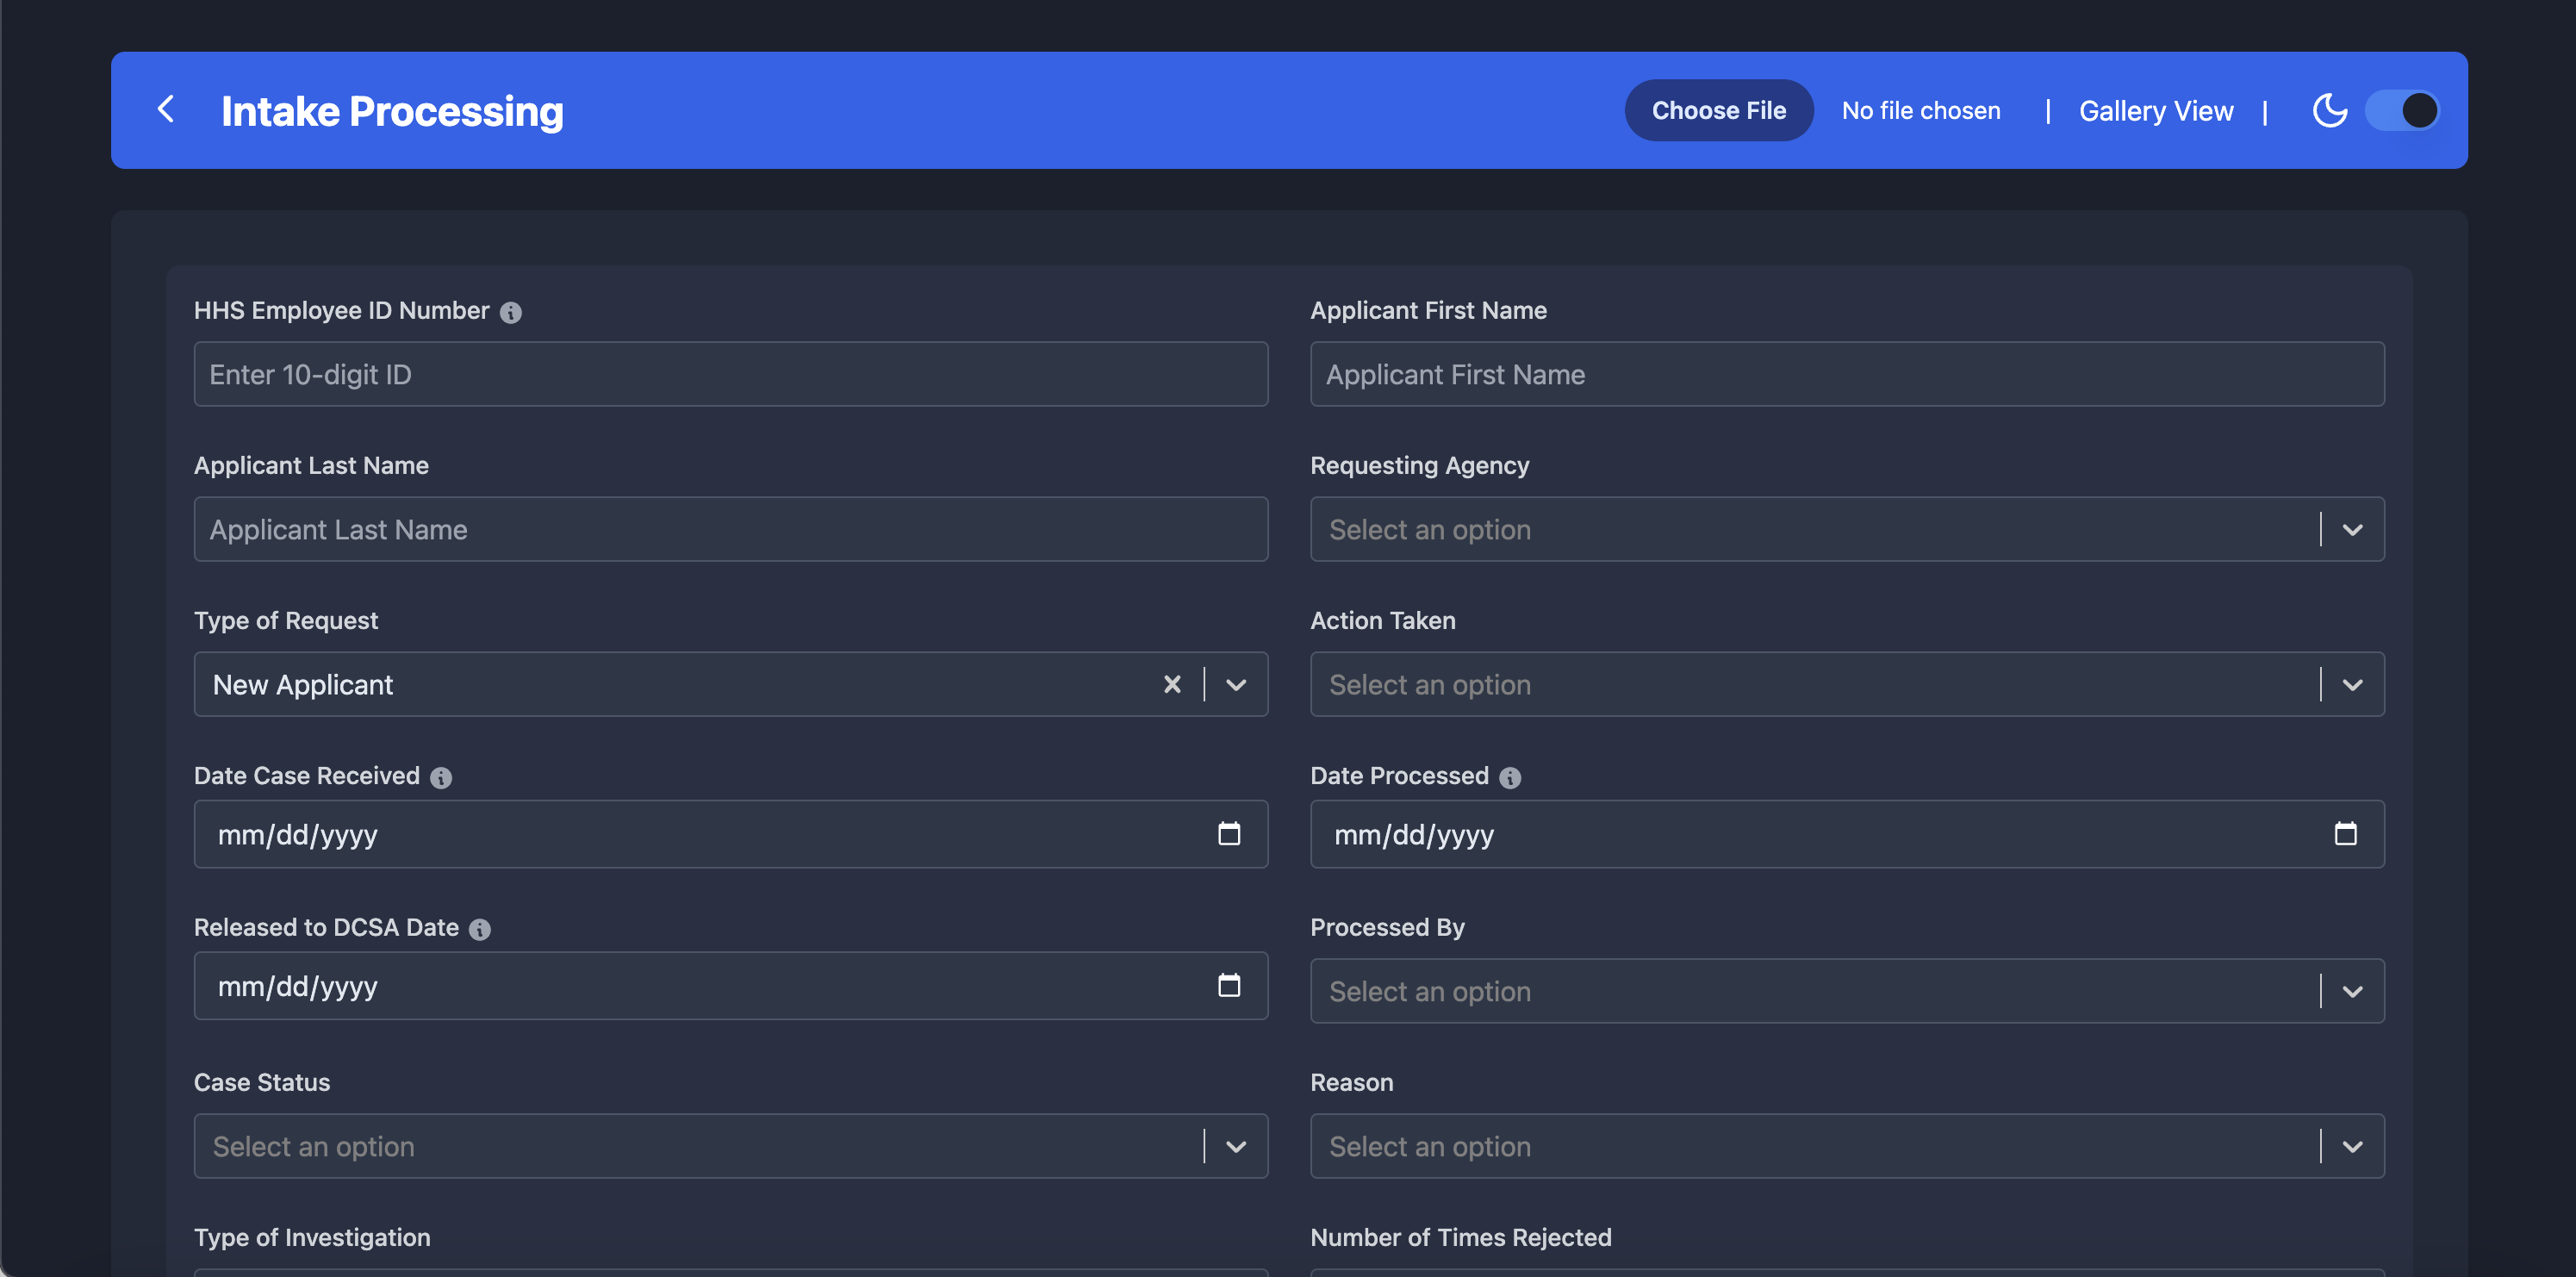 Intake Processing
Choose File No file chosen | Gallery View |
HHS Employee ID Number
Applicant First Name
Enter 10-digit ID
Applicant First Name
Applicant Last Name
Requesting Agency
Applicant Last Name
Select an option
Type of Request
Action Taken
New Applicant
Select an option
Date Case Received
Date Processed
mm/dd/yyyy
mm/dd/yyyy
Released to DCSA Date
Processed By
mm/dd/yyyy
Select an option
Case Status
Reason
Select an option
Select an option
Type of Investigation
Number of Times Rejected